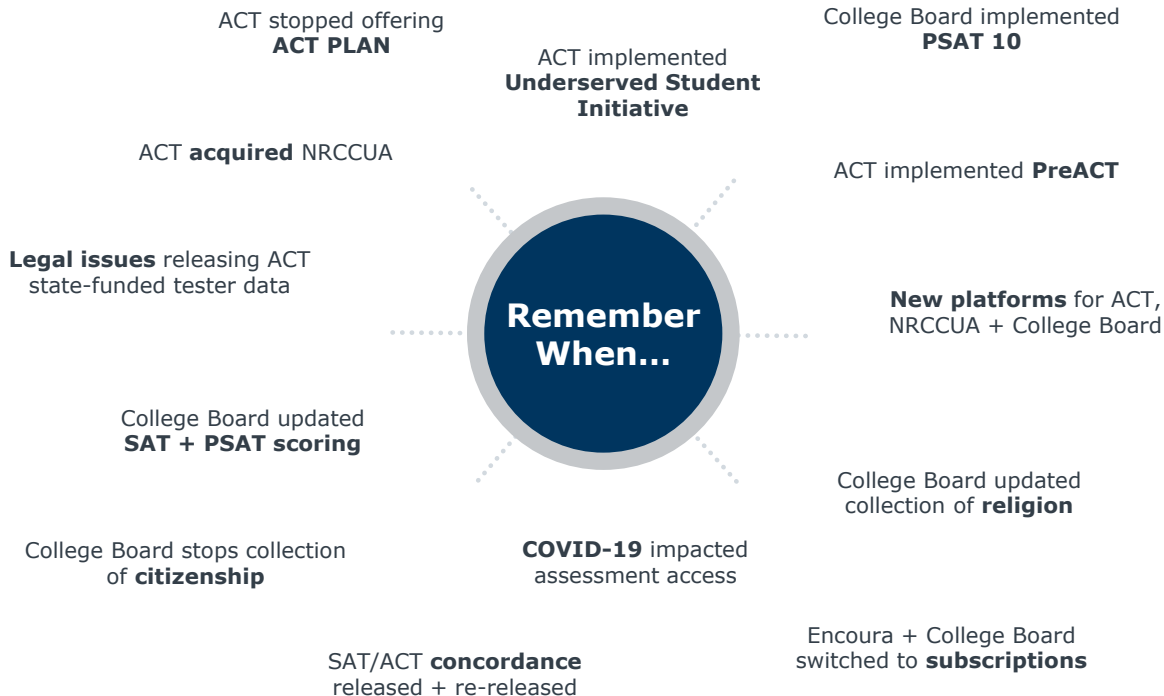 ACT stopped offering
ACT PLAN
ACT implemented
Underserved Student
Initiative
College Board implemented
PSAT 10
ACT acquired NRCCUA
ACT implemented PreACT
Legal issues releasing ACT
state-funded tester data
Remember
When...
New platforms for ACT,
NRCCUA + College Board
College Board updated
SAT + PSAT scoring
College Board updated
collection of religion
College Board stops collection
of citizenship
COVID-19 impacted
assessment access
SAT/ACT concordance
released + re-released
Encoura + College Board
switched to subscriptions